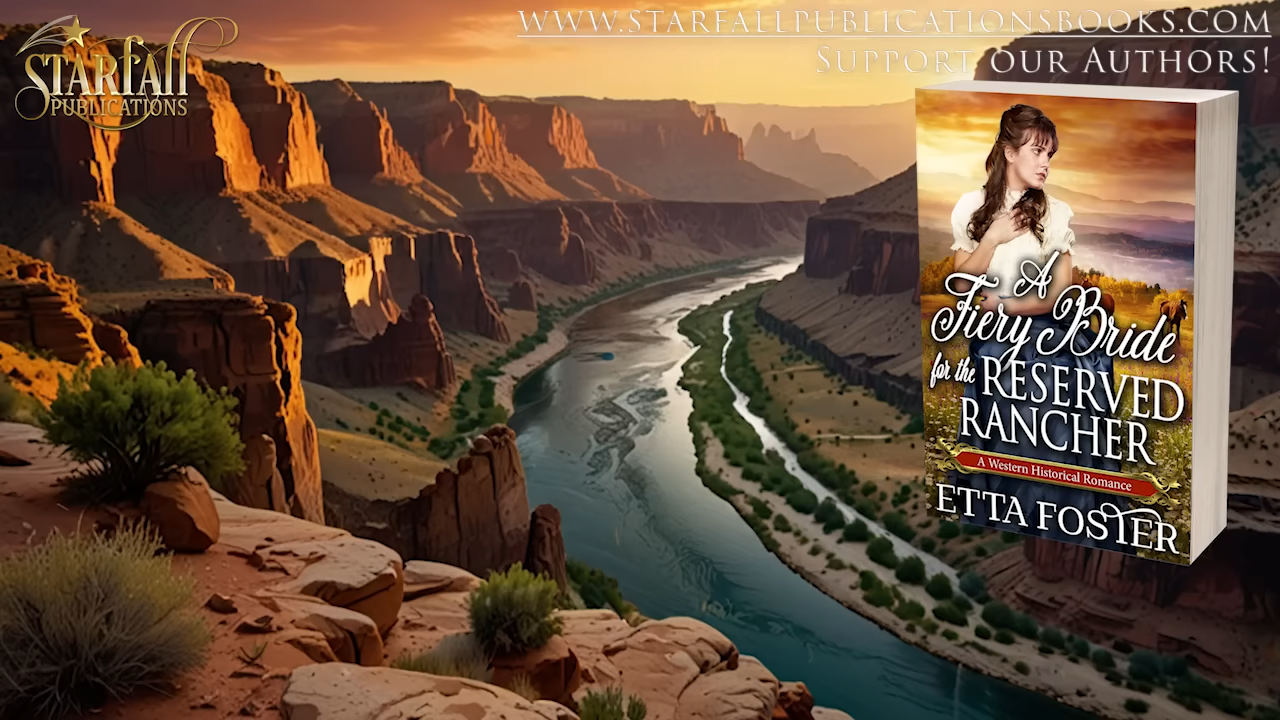 STARfall
PUBLICATIONS
WWW.STARFALLPUBLICATIONSBOOKS.COM
SUPPORT OUR AUTHORS!
A
Fiery Bride
for the RESERVED
RANCHER
A Western Historical Romance
ETTA FOSTER